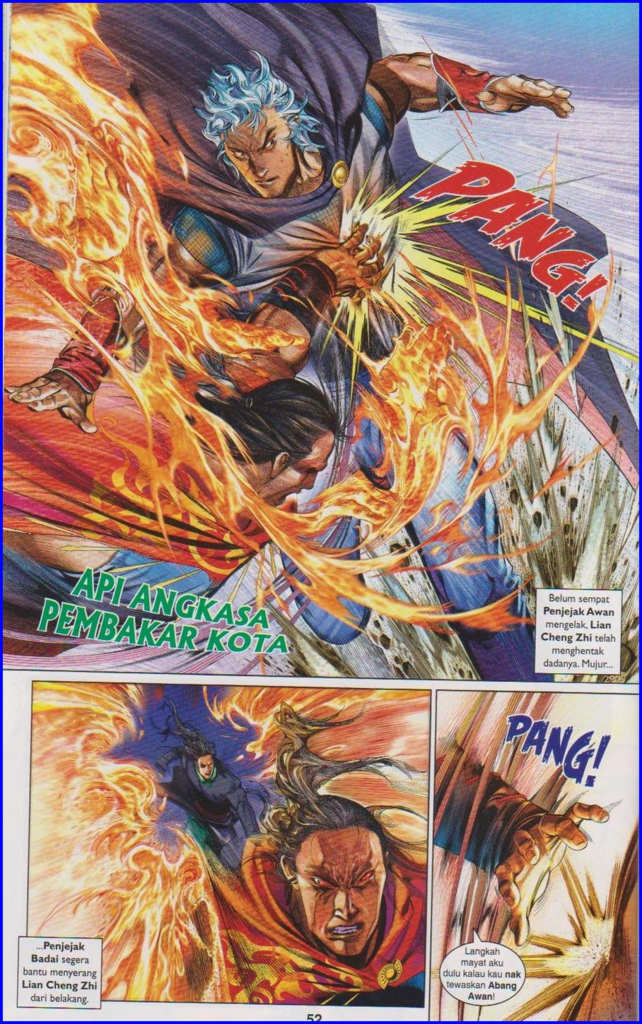 PANG!
API ANGKASA
PEMBAKAR KOTA
Belum sempat
Penjejak Awan
mengelak, Lian
Cheng Zhi telah
menghentak
dadanya. Mujur...
...Penjejak
Badai segera
bantu menyerang
Lian Cheng Zhi
dari belakang.
PANG!
Langkah
mayat aku
dulu kalau kau nak
tewaskan Abang
Awan!
52